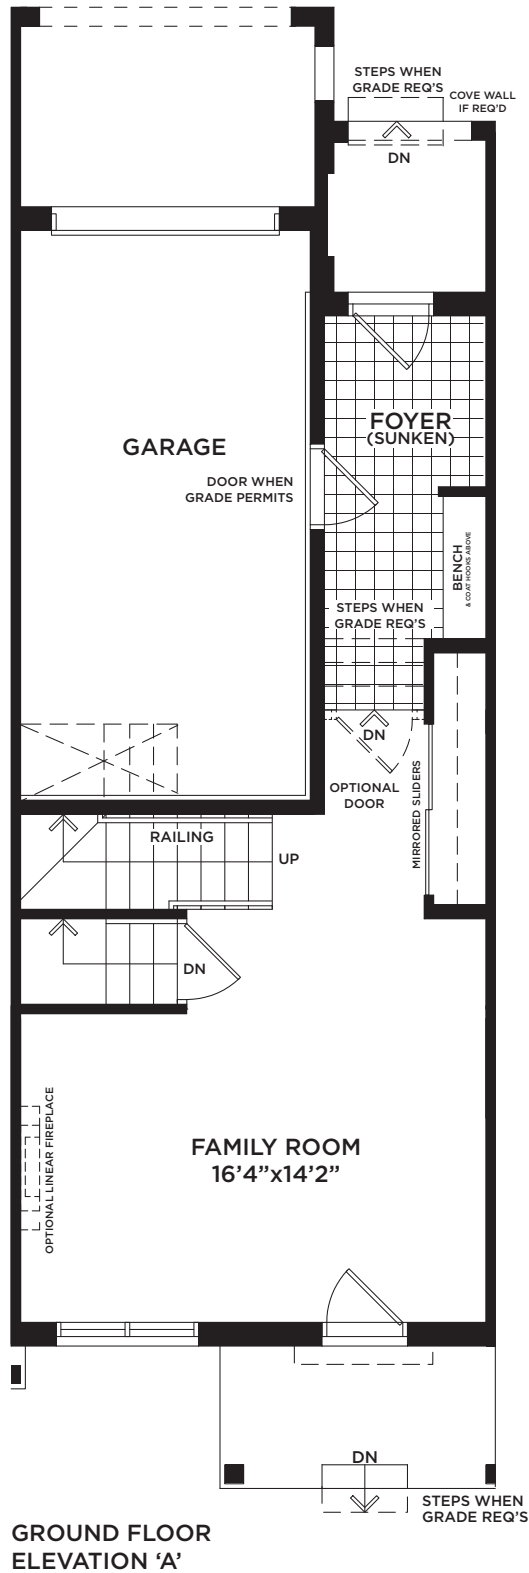 STEPS WHEN
GRADE REQ'S
COVE WALL
IF REQ'D
DN
FOYER
(SUNKEN)
GARAGE
DOOR WHEN
GRADE PERMITS
BENCH
& COAT HOOKS ABOVE
STEPS WHEN
GRADE REQ'S
DN
OPTIONAL
DOOR
MIRRORED SLIDERS
RAILING
UP
DN
OPTIONAL LINEAR FIREPLACE
FAMILY ROOM
16'4”x14'2”
DN
STEPS WHEN
GRADE REQ'S
GROUND FLOOR
ELEVATION ‘A’